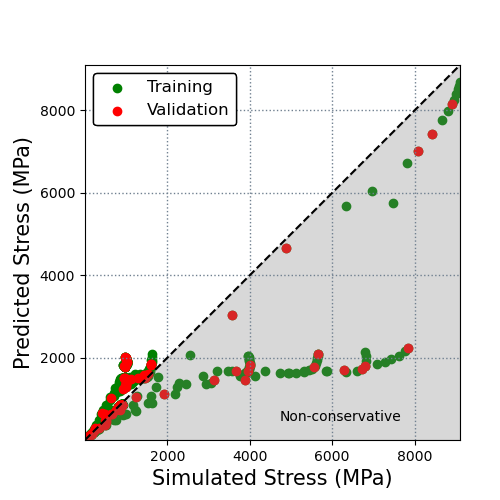 Training
Validation
8000
6000
4000
2000
Predicted Stress (MPa)
Non-conservative
2000
4000
6000
8000
Simulated Stress (MPa)